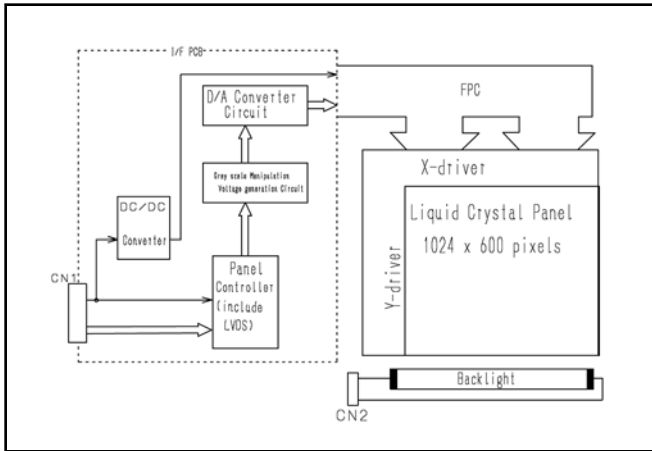 I/F PCB
D/A Converter
Circuit
FPC
Grey scale Manipulation
Voltage generation Circuit
X-driver
DC/DC
Converter
Liquid Crystal Panel
1024 x 600 pixels
Y-driver
CN1
Panel
Controller
(include
LVDS)
Backlight
CN2